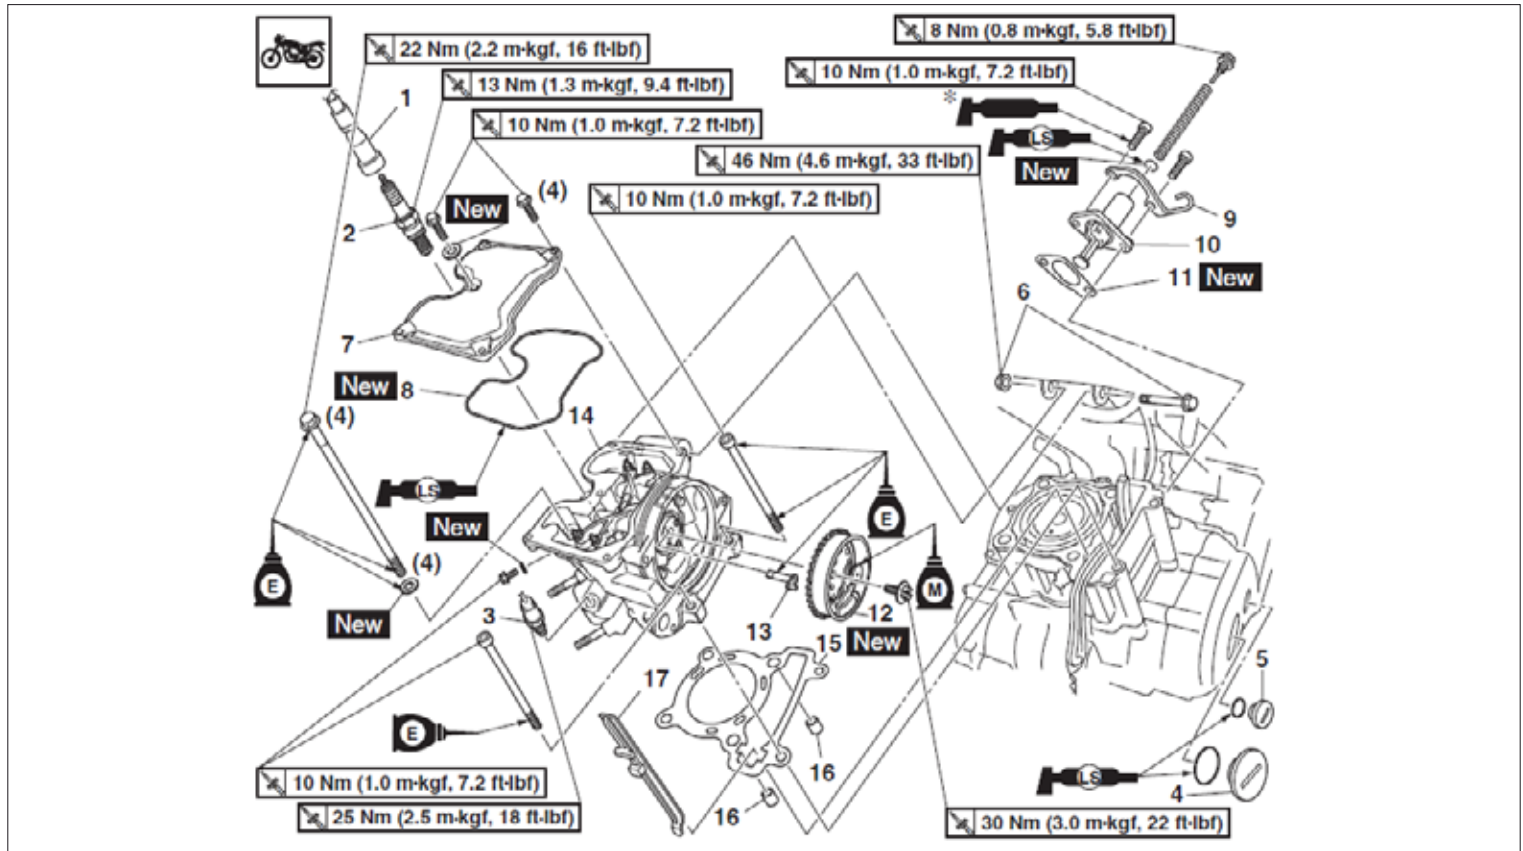 8 Nm (0.8 m·kgf, 5.8 ft·lbf)
22 Nm (2.2 m·kgf, 16 ft·lbf)
10 Nm (1.0 m·kgf, 7.2 ft·lbf)
13 Nm (1.3 m·kgf, 9.4 ft·lbf)
1
*
10 Nm (1.0 m·kgf, 7.2 ft·lbf)
LS
46 Nm (4.6 m·kgf, 33 ft·lbf)
New
10 Nm (1.0 m·kgf, 7.2 ft·lbf)
(4)
New
2
9
10
11 New
6
7
New 8
(4)
14
LS
New
E
E
(4)
M
New
3
13
12
New
15
17
5
E
16
LS
4
10 Nm (1.0 m·kgf, 7.2 ft·lbf)
25 Nm (2.5 m·kgf, 18 ft·lbf)
16
30 Nm (3.0 m·kgf, 22 ft·lbf)